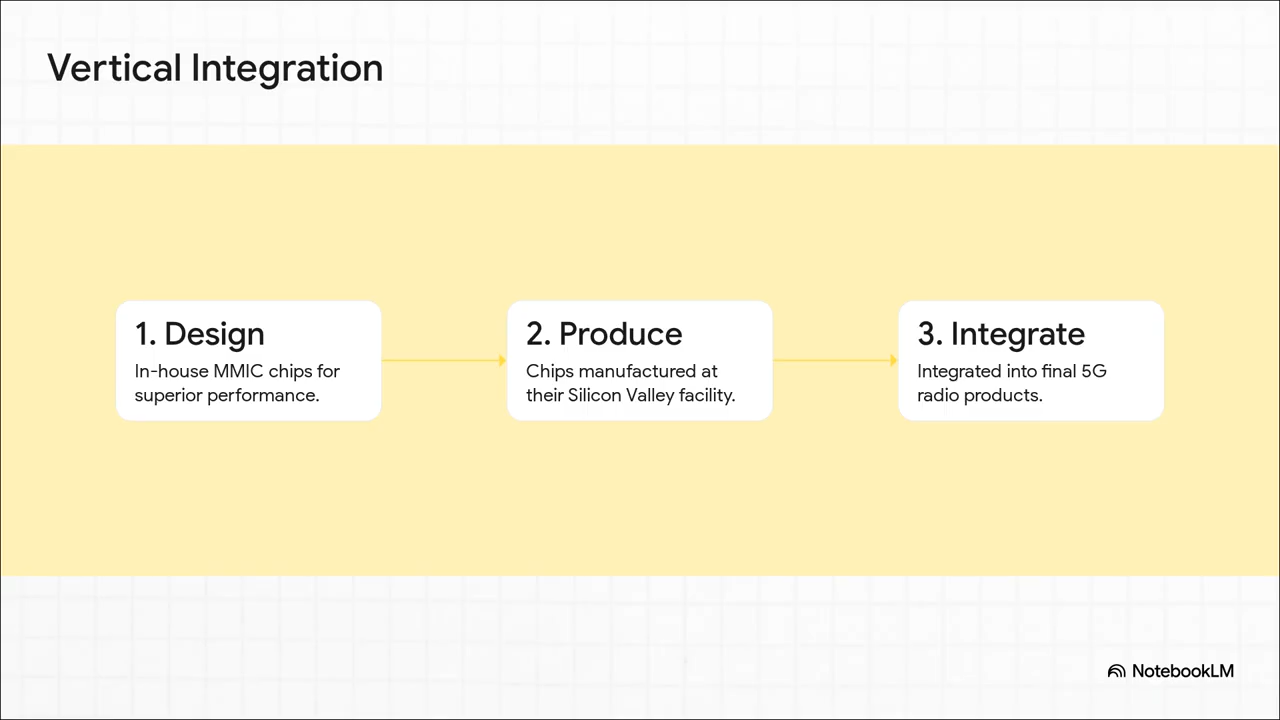 Vertical Integration
1. Design
In-house MMIC chips for
superior performance.
2. Produce
Chips manufactured at
their Silicon Valley facility.
3. Integrate
Integrated into final 5G
radio products.
NotebookLM